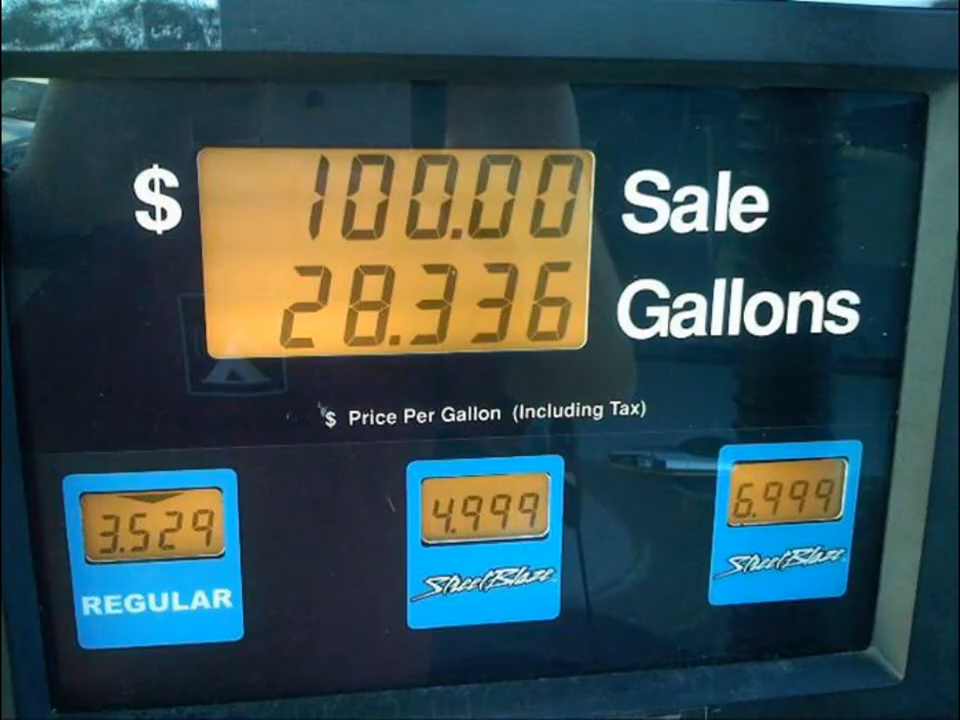 $ 100.00 Sale
28.336 Gallons
$ Price Per Gallon (Including Tax)
3.529 4.999 6.999
REGULAR StreetBlaze StreetBlaze